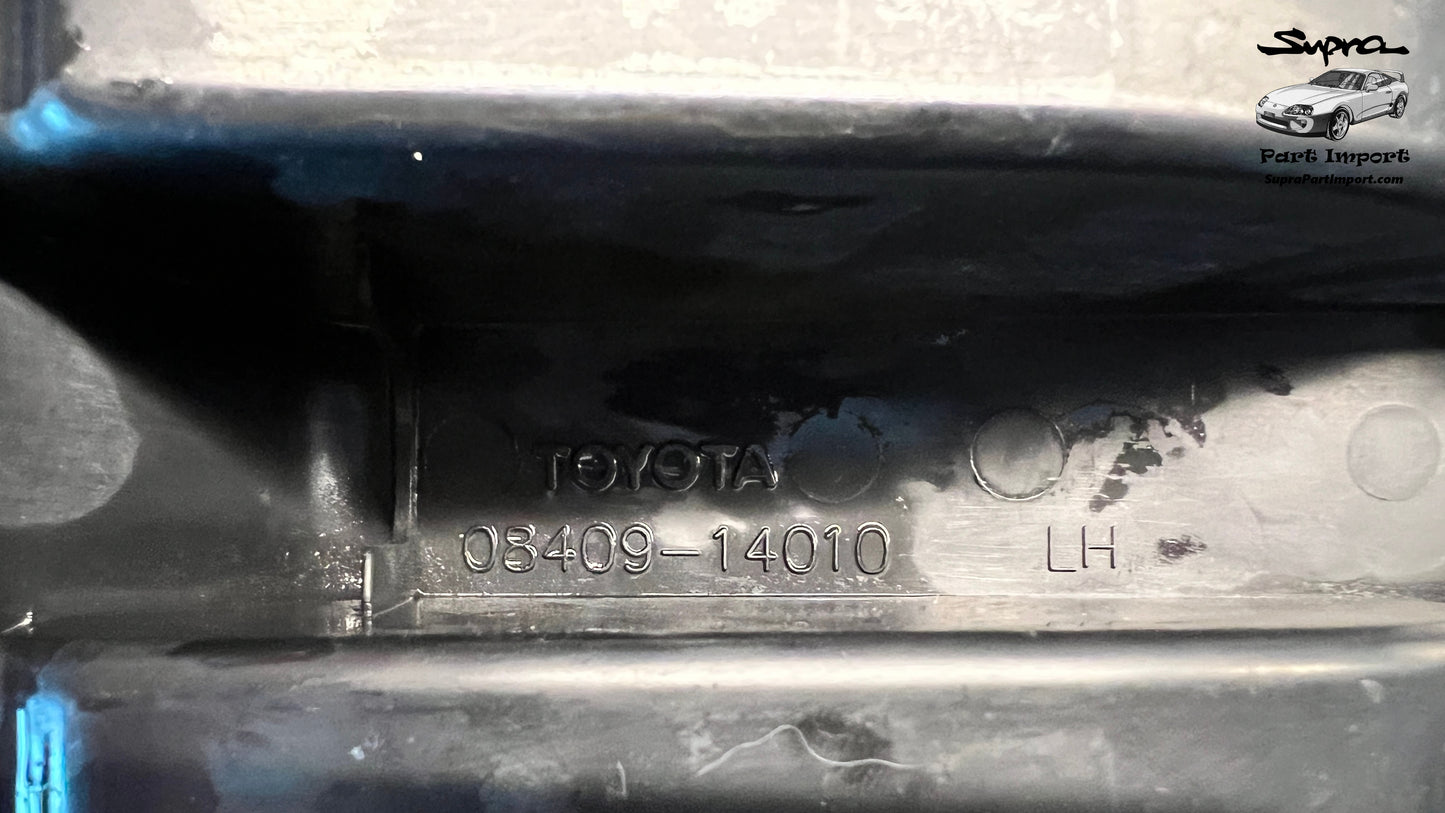 Supra
Part Import
SupraPartImport.com
TOYOTA
08409-14010 LH